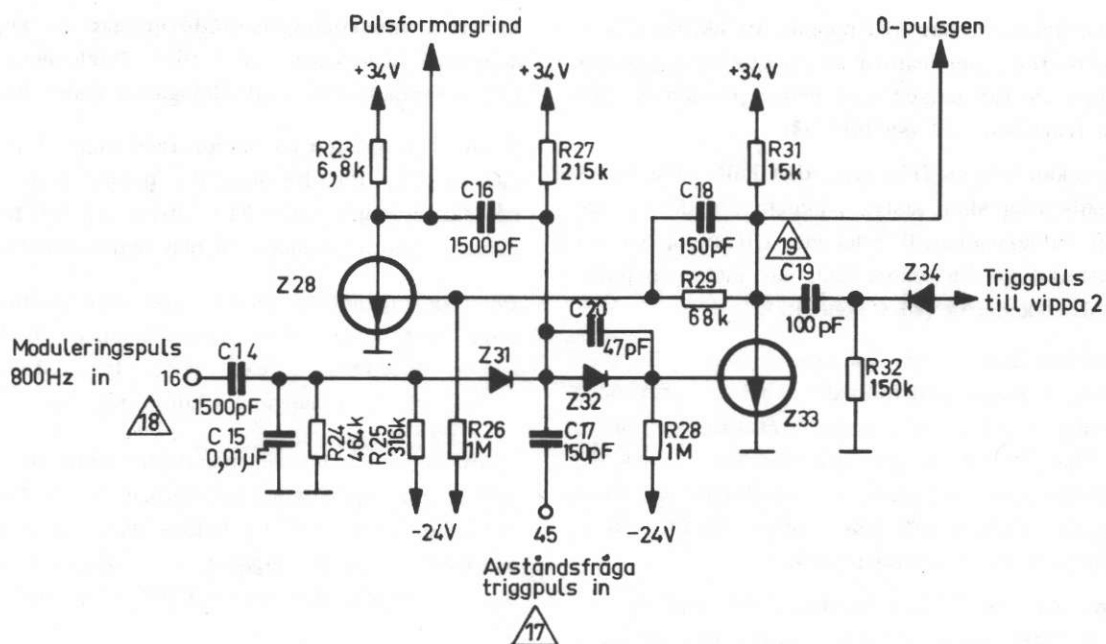 Pulsformargrind
0-pulsgen
+34V
+34V
+34V
R23
6,8k
R27
215k
R31
15k
C16
1500pF
C18
150pF
19
C19
100pF
Z34
Triggpuls
till vippa 2
Z28
R29
68k
C20
47pF
Moduleringspuls
800Hz in
16
C14
1500pF
18
Z31
Z32
R32
150k
Z33
C15
0,01µF
R24
464k
R25
316k
R26
1M
C17
150pF
R28
1M
-24V
45
-24V
Avståndsfråga
triggpuls in
17